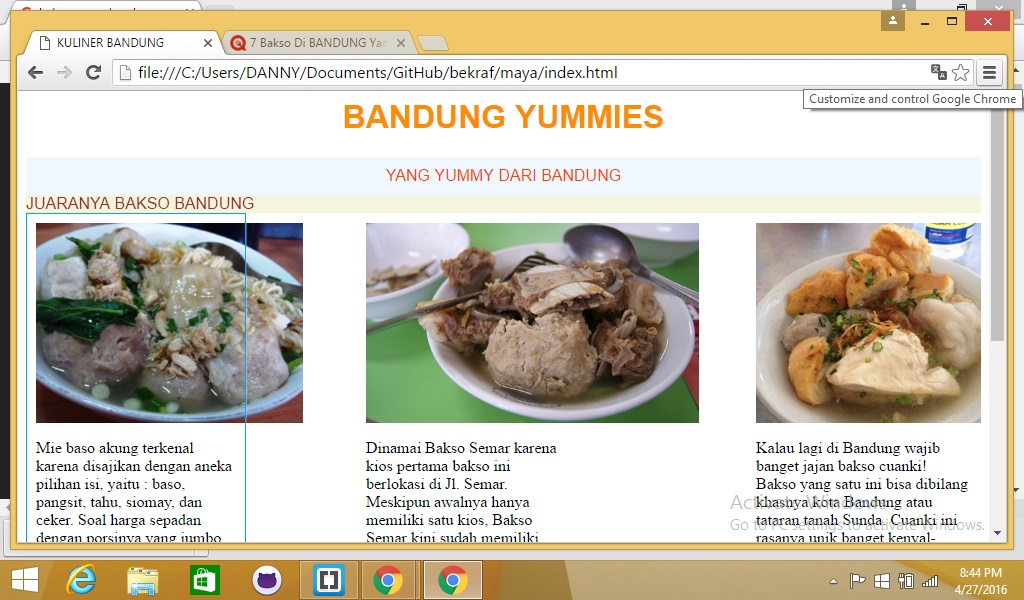 KULINER BANDUNG
7 Bakso Di BANDUNG Yan
file:///C:/Users/DANNY/Documents/GitHub/bekraf/maya/index.html
Customize and control Google Chrome
BANDUNG YUMMIES
YANG YUMMY DARI BANDUNG
JUARANYA BAKSO BANDUNG
Mie baso akung terkenal
karena disajikan dengan aneka
pilihan isi, yaitu : baso,
pangsit, tahu, siomay, dan
ceker. Soal harga sepadan
dengan porsinya yang jumbo
Dinamai Bakso Semar karena
kios pertama bakso ini
berlokasi di Jl. Semar.
Meskipun awalnya hanya
memiliki satu kios, Bakso
Semar kini sudah memiliki
Kalau lagi di Bandung wajib
banget jajan bakso cuanki!
Bakso yang satu ini bisa dibilang
khasnya kota Bandung atau
tataran tanah Sunda. Cuanki ini
rasanya unik banget kenyal-
Activate Windows
Go to PC settings to activate Windows.
8:44 PM
4/27/2016